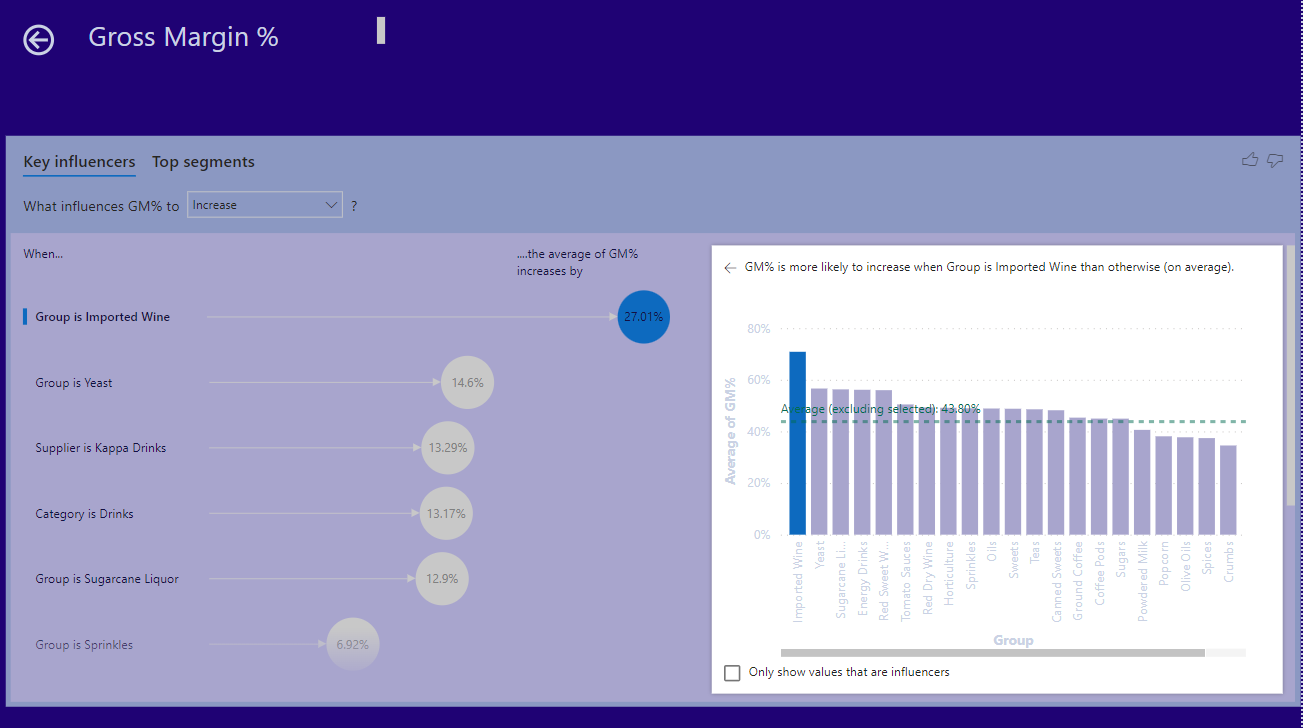 Gross Margin %
Key influencers
Top segments
What influences GM% to
Increase
?
When...
....the average of GM%
increases by
Group is Imported Wine
27.01%
Group is Yeast
14.6%
Supplier is Kappa Drinks
13.29%
Category is Drinks
13.17%
Group is Sugarcane Liquor
12.9%
Group is Sprinkles
6.92%
GM% is more likely to increase when Group is Imported Wine than otherwise (on average).
80%
60%
40%
20%
0%
Average of GM%
Average (excluding selected): 43.80%
Imported Wine
Yeast
Sugarcane Li...
Energy Drinks
Red Sweet W...
Tomato Sauces
Red Dry Wine
Horticulture
Sprinkles
Oils
Sweets
Teas
Canned Sweets
Ground Coffee
Coffee Pods
Sugars
Powdered Milk
Popcorn
Olive Oils
Spices
Crumbs
Group
Only show values that are influencers